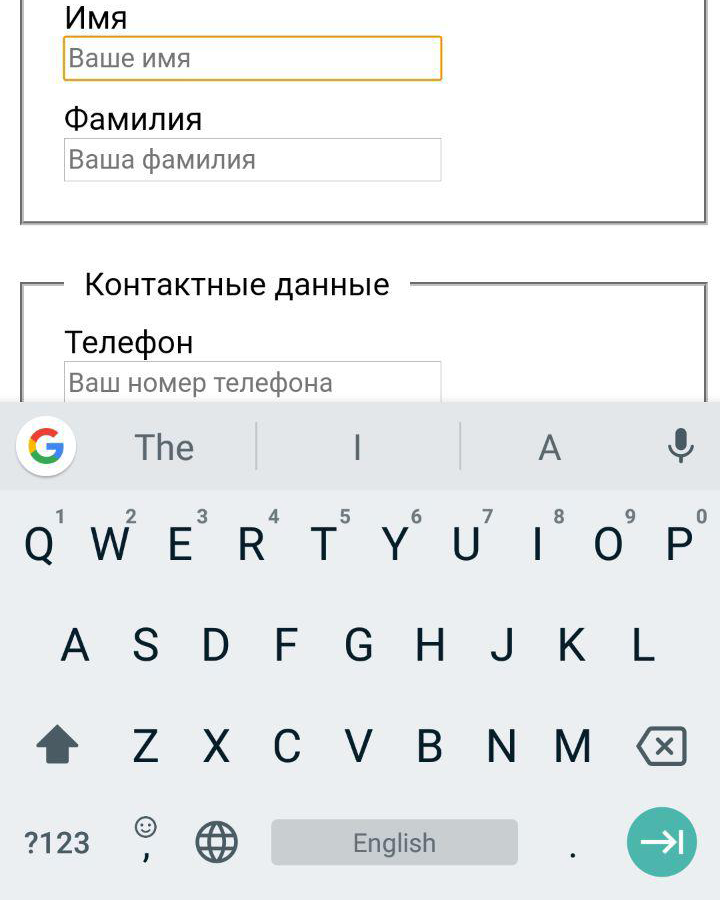 Имя
Ваше имя
Фамилия
Ваша фамилия
Контактные данные
Телефон
Ваш номер телефона
G The I A
1 2 3 4 5 6 7 8 9 0
Q W E R T Y U I O P
A S D F G H J K L
Z X C V B N M
?123 , English .